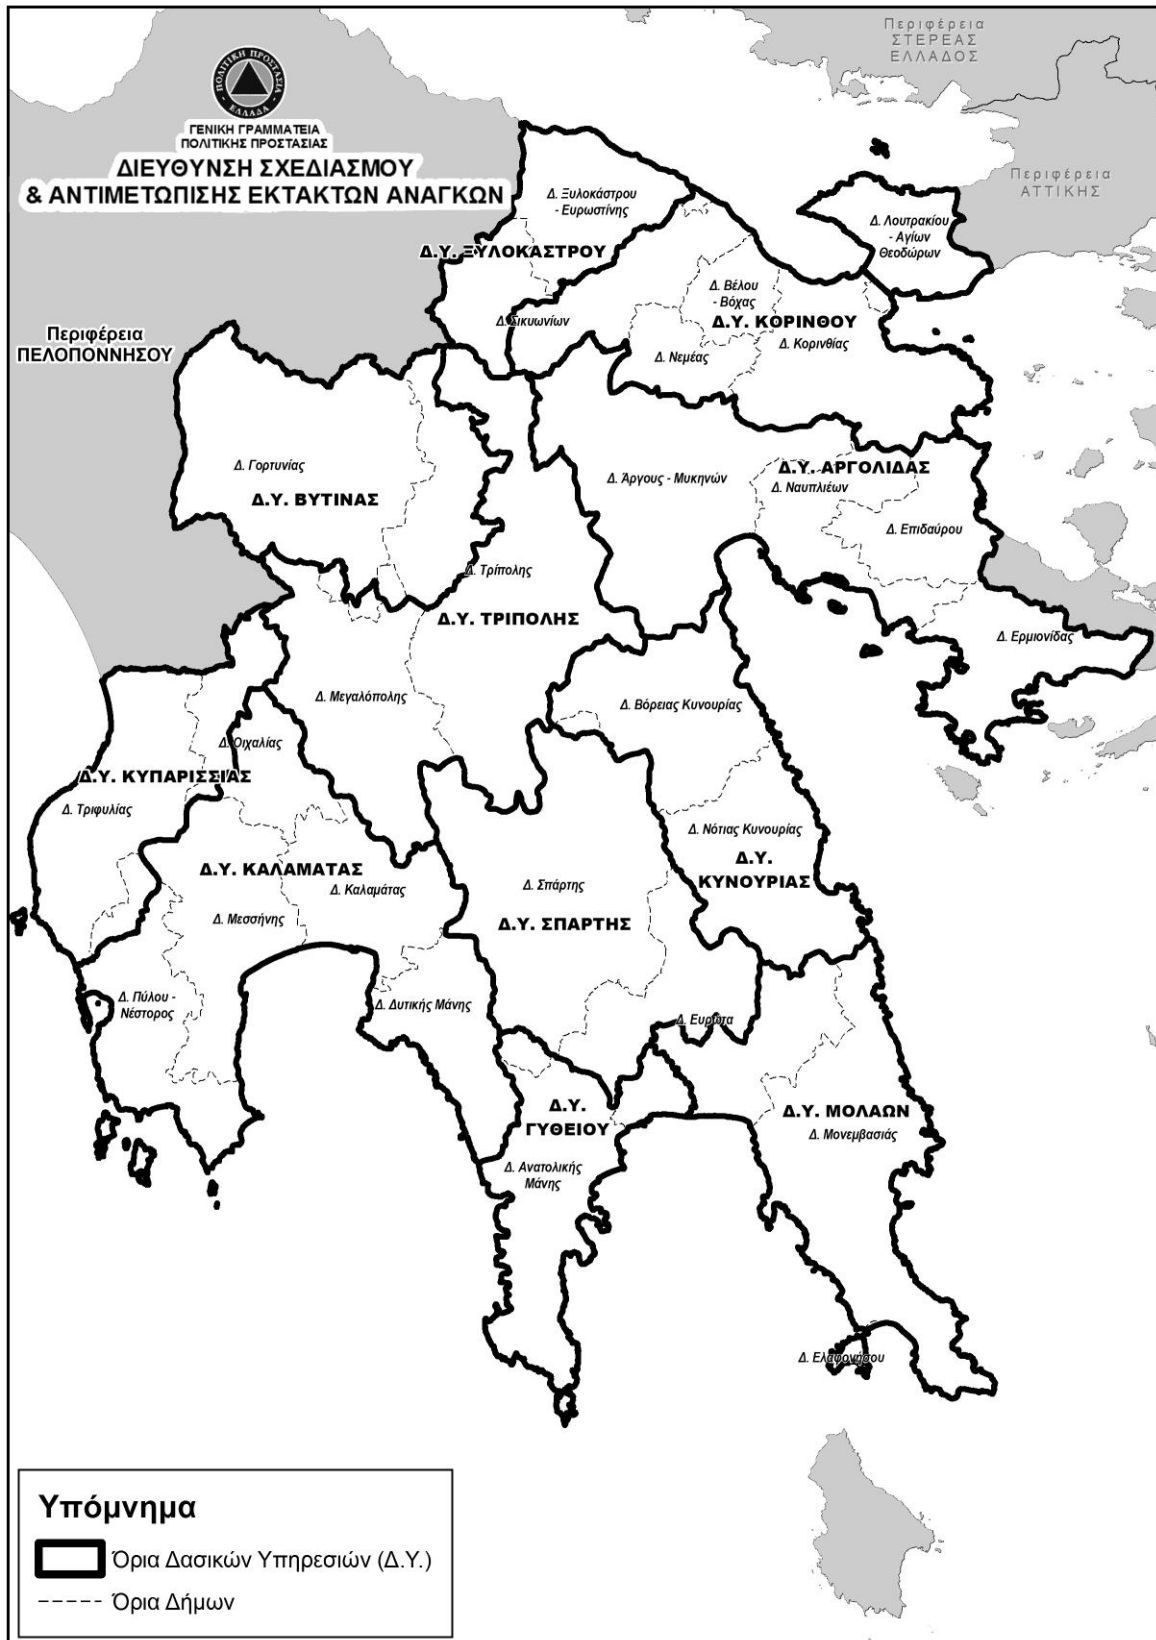 Περιφέρεια
ΣΤΕΡΕΑΣ
ΕΛΛΑΔΟΣ
ΠΟΛΙΤΙΚΗ ΠΡΟΣΤΑΣΙΑ
ΕΛΛΑΔΑ
ΓΕΝΙΚΗ ΓΡΑΜΜΑΤΕΙΑ
ΠΟΛΙΤΙΚΗΣ ΠΡΟΣΤΑΣΙΑΣ
ΔΙΕΥΘΥΝΣΗ ΣΧΕΔΙΑΣΜΟΥ
& ΑΝΤΙΜΕΤΩΠΙΣΗΣ ΕΚΤΑΚΤΩΝ ΑΝΑΓΚΩΝ
Περιφέρεια
ΑΤΤΙΚΗΣ
Δ. Ξυλοκάστρου
- Ευρωστίνης
Δ. Λουτρακίου
- Αγίων
Θεοδώρων
Δ.Υ. ΞΥΛΟΚΑΣΤΡΟΥ
Δ. Βέλου
- Βόχας
Δ. Σικυωνίων
Δ.Υ. ΚΟΡΙΝΘΟΥ
Δ. Κορινθίας
Δ. Νεμέας
Περιφέρεια
ΠΕΛΟΠΟΝΝΗΣΟΥ
Δ. Γορτυνίας
Δ.Υ. ΒΥΤΙΝΑΣ
Δ. Άργους - Μυκηνών
Δ.Υ. ΑΡΓΟΛΙΔΑΣ
Δ. Ναυπλιέων
Δ. Επιδαύρου
Δ. Τρίπολης
Δ.Υ. ΤΡΙΠΟΛΗΣ
Δ. Ερμιονίδας
Δ. Μεγαλόπολης
Δ. Βόρειας Κυνουρίας
Δ. Οιχαλίας
Δ.Υ. ΚΥΠΑΡΙΣΣΙΑΣ
Δ. Τριφυλίας
Δ. Νότιας Κυνουρίας
Δ.Υ.
ΚΥΝΟΥΡΙΑΣ
Δ.Υ. ΚΑΛΑΜΑΤΑΣ
Δ. Καλαμάτας
Δ. Σπάρτης
Δ. Μεσσήνης
Δ.Υ. ΣΠΑΡΤΗΣ
Δ. Πύλου -
Νέστορος
Δ. Δυτικής Μάνης
Δ. Ευρώτα
Δ.Υ.
ΓΥΘΕΙΟΥ
Δ.Υ. ΜΟΛΑΩΝ
Δ. Μονεμβασιάς
Δ. Ανατολικής
Μάνης
Δ. Ελαφονήσου
Υπόμνημα
Όρια Δασικών Υπηρεσιών (Δ.Υ.)
Όρια Δήμων